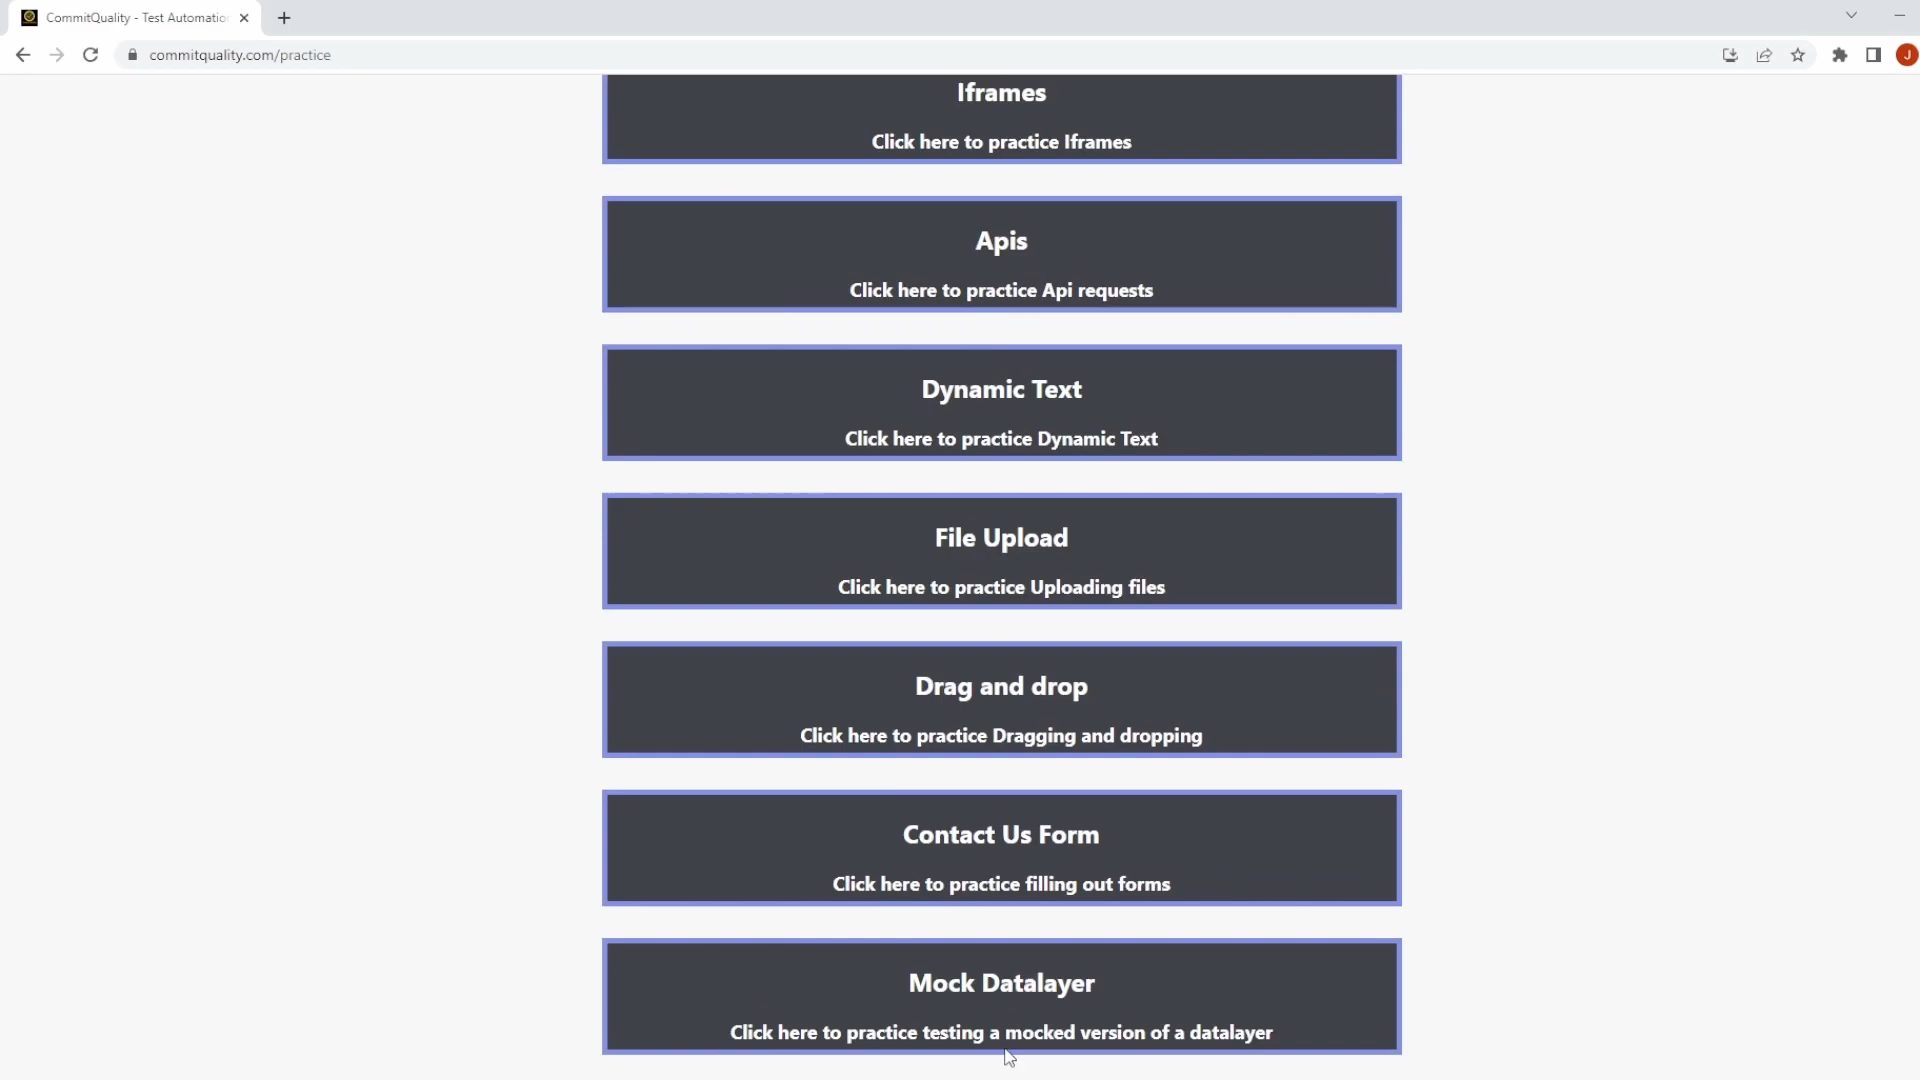 CommitQuality - Test Automatio
commitquality.com/practice
J
Iframes
Click here to practice Iframes
Apis
Click here to practice Api requests
Dynamic Text
Click here to practice Dynamic Text
File Upload
Click here to practice Uploading files
Drag and drop
Click here to practice Dragging and dropping
Contact Us Form
Click here to practice filling out forms
Mock Datalayer
Click here to practice testing a mocked version of a datalayer